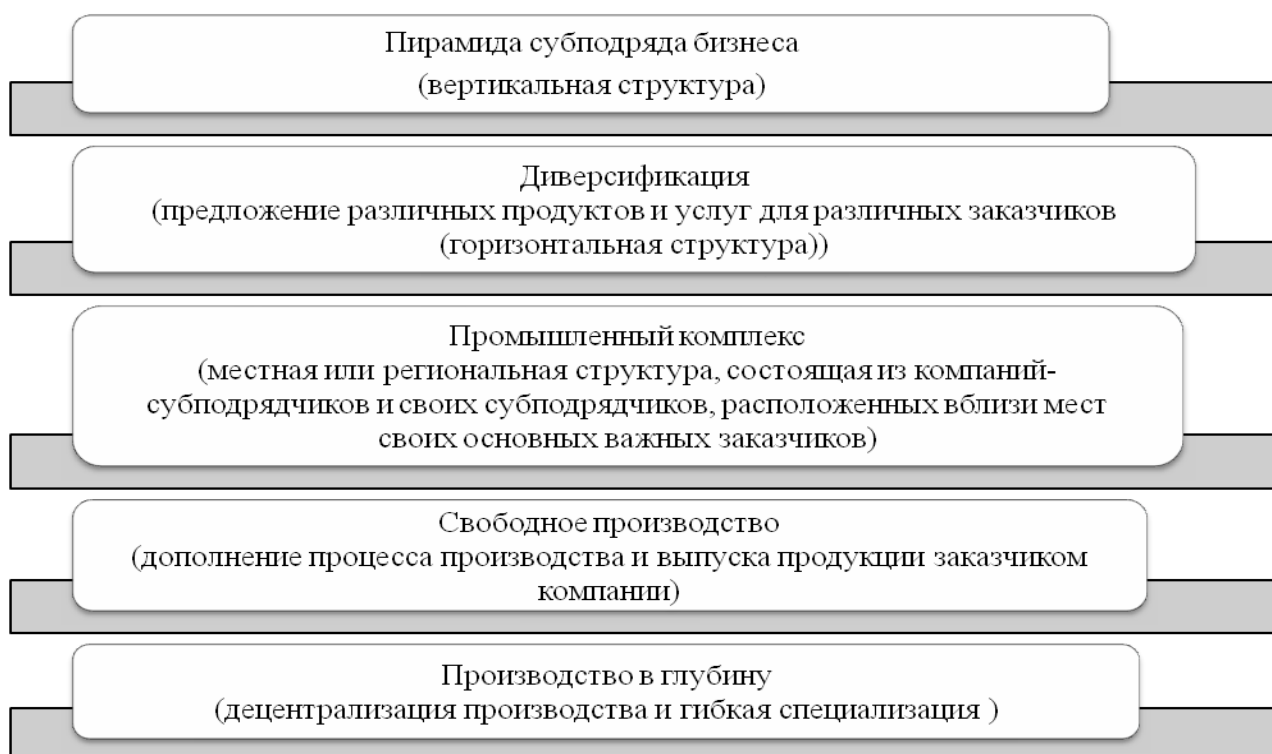 Пирамида субподряда бизнеса
(вертикальная структура)
Диверсификация
(предложение различных продуктов и услуг для различных заказчиков
(горизонтальная структура))
Промышленный комплекс
(местная или региональная структура, состоящая из компаний-
субподрядчиков и своих субподрядчиков, расположенных вблизи мест
своих основных важных заказчиков)
Свободное производство
(дополнение процесса производства и выпуска продукции заказчиком
компании)
Производство в глубину
(децентрализация производства и гибкая специализация )